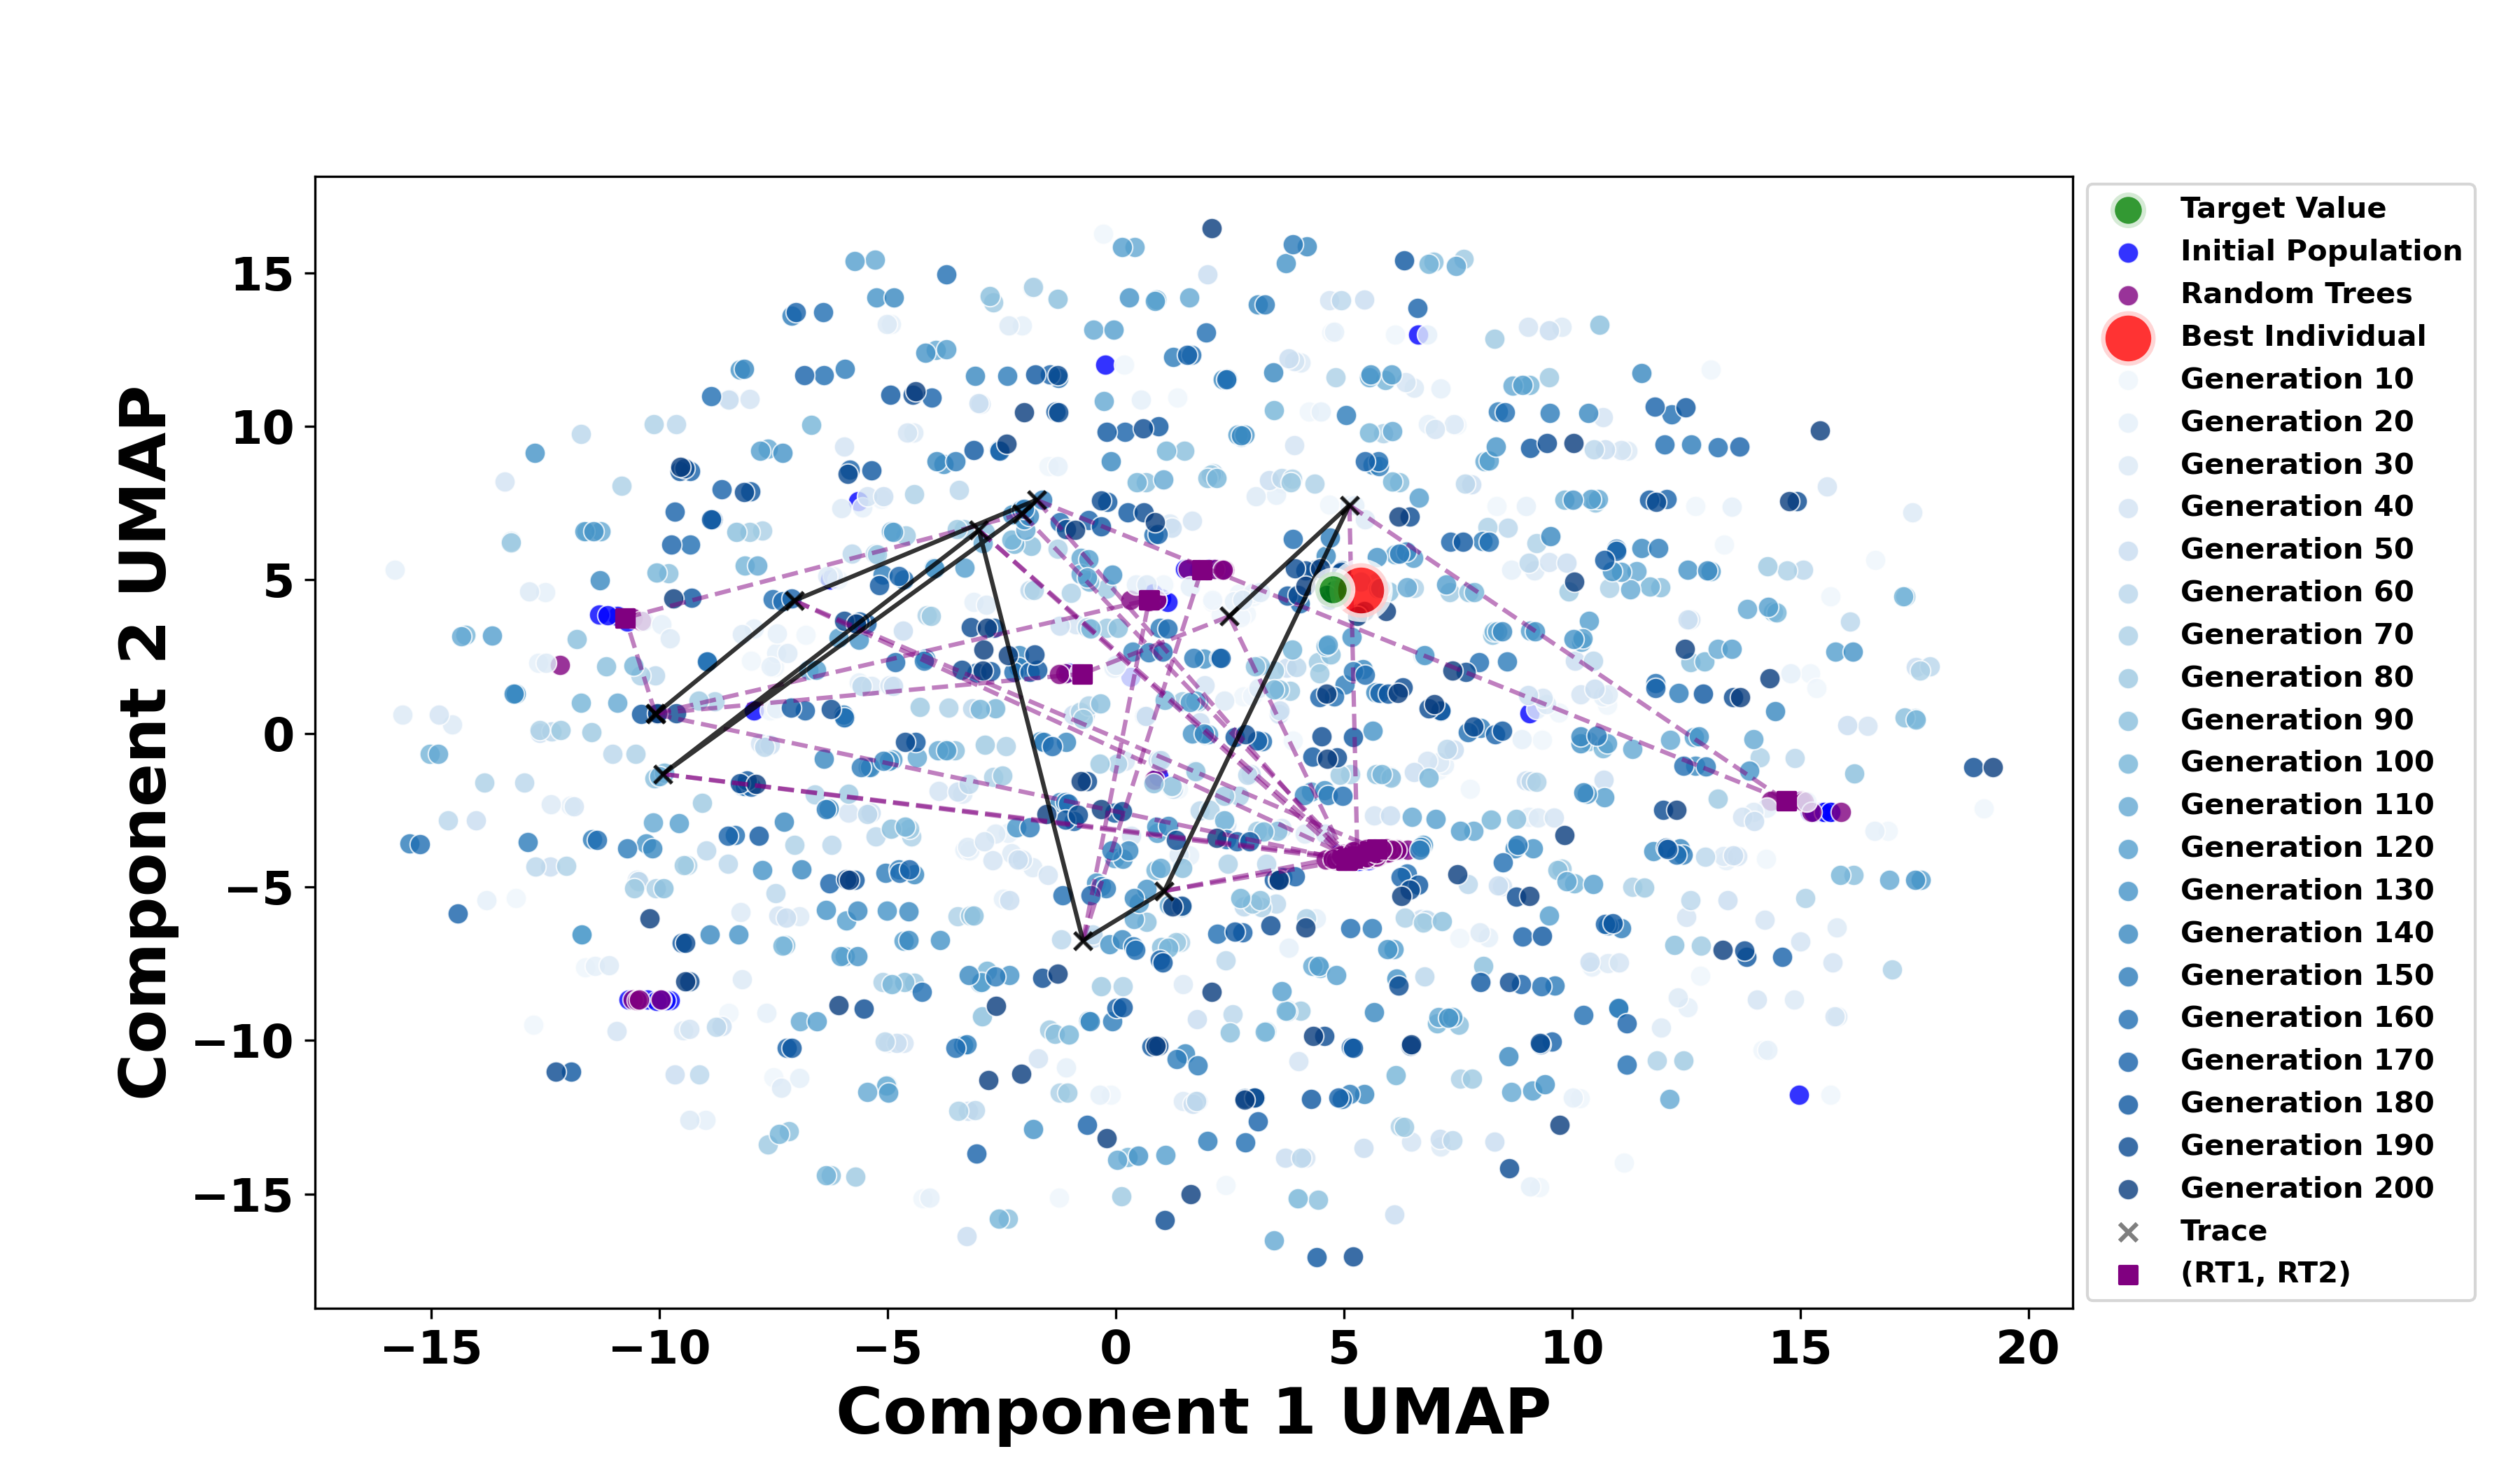 Component 2 UMAP
15
10
5
0
−5
−10
−15
−15
−10
−5
0
5
10
15
20
Component 1 UMAP
Target Value
Initial Population
Random Trees
Best Individual
Generation 10
Generation 20
Generation 30
Generation 40
Generation 50
Generation 60
Generation 70
Generation 80
Generation 90
Generation 100
Generation 110
Generation 120
Generation 130
Generation 140
Generation 150
Generation 160
Generation 170
Generation 180
Generation 190
Generation 200
Trace
(RT1, RT2)